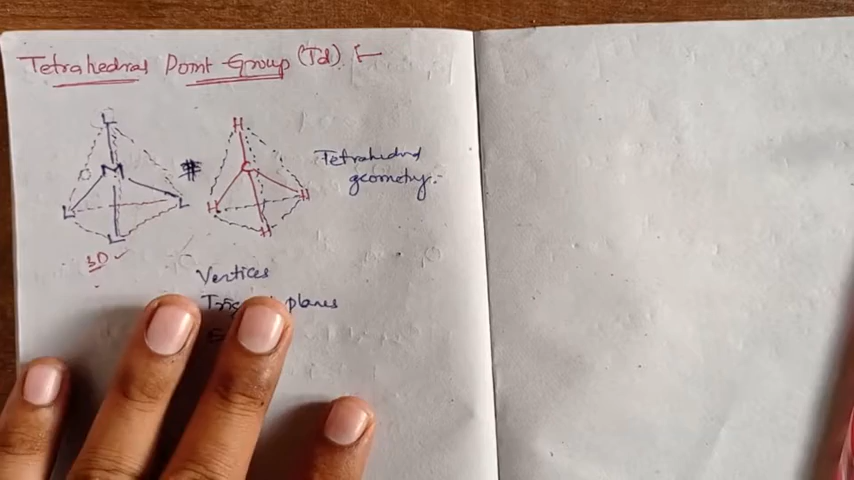 Tetrahedral Point Group (Td) :-
L
M
L
L
L
3D ✓
#
H
C
H
H
H
Tetrahedral
geometry:-
Vertices
planes